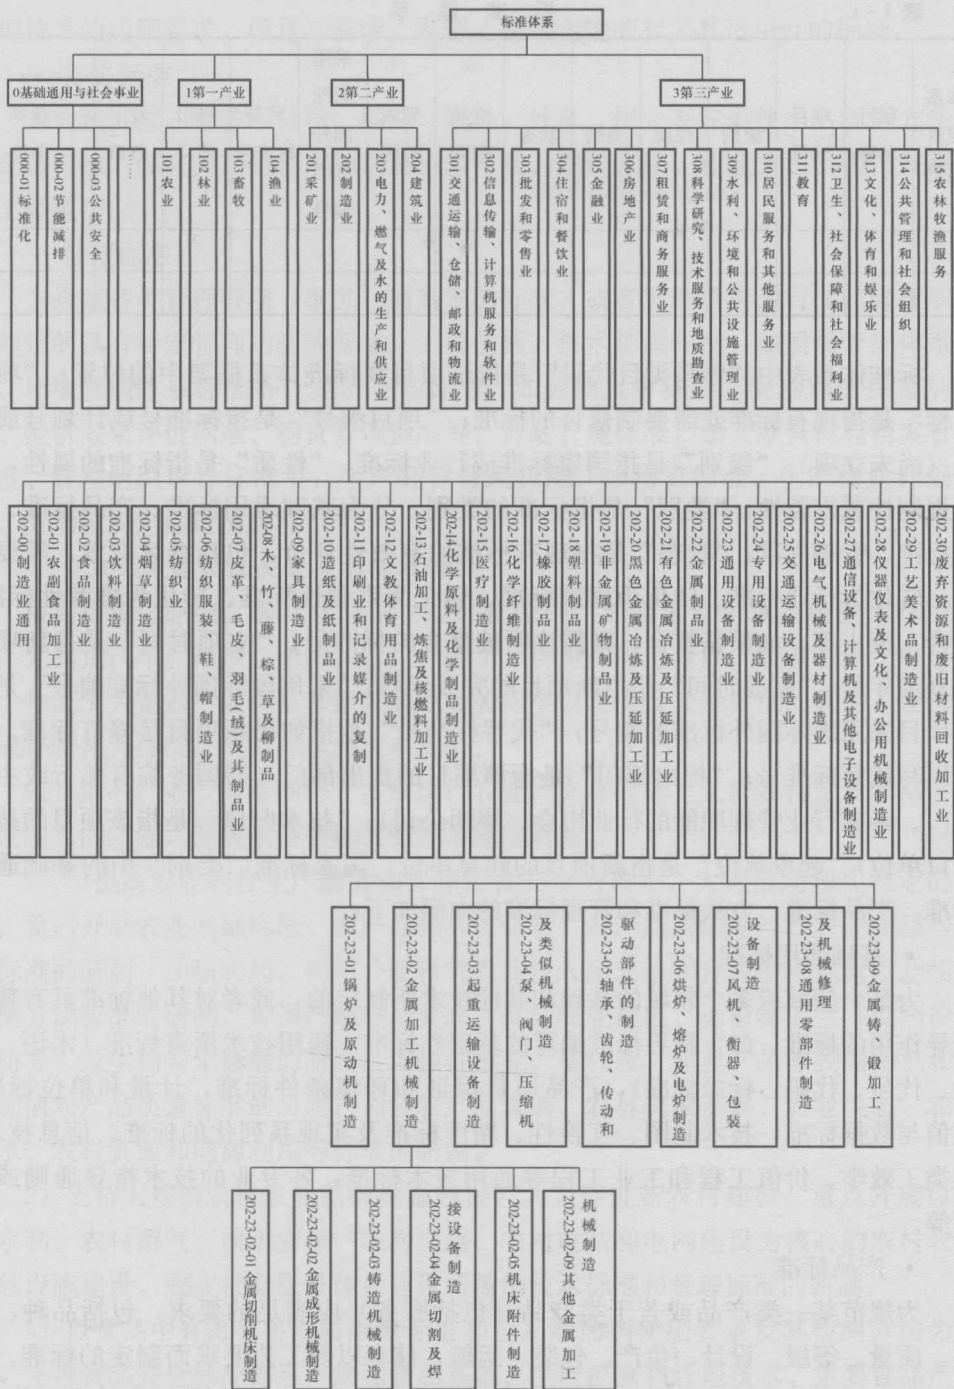 标准体系
0基础通用与社会事业
1第一产业
2第二产业
3第三产业
000-01标准化
000-02节能减排
000-03公共安全
……
101农业
102林业
103畜牧
104渔业
201采矿业
202制造业
203电力、燃气及水的生产和供应业
204建筑业
301交通运输、仓储、邮政和物流业
302信息传输、计算机服务和软件业
303批发和零售业
304住宿和餐饮业
305金融业
306房地产业
307租赁和商务服务业
308科学研究、技术服务和地质勘查业
309水利、环境和公共设施管理业
310居民服务和其他服务业
311教育
312卫生、社会保障和社会福利业
313文化、体育和娱乐业
314公共管理和社会组织
315农林牧渔服务
202-00制造业通用
202-01农副食品加工业
202-02食品制造业
202-03饮料制造业
202-04烟草制造业
202-05纺织业
202-06纺织服装、鞋、帽制造业
202-07皮革、毛皮、羽毛(绒)及其制品业
202-08木、竹、藤、棕、草及柳制品
202-09家具制造业
202-10造纸及纸制品业
202-11印刷业和记录媒介的复制
202-12文教体育用品制造业
202-13石油加工、炼焦及核燃料加工业
202-14化学原料及化学制品制造业
202-15医疗制造业
202-16化学纤维制造业
202-17橡胶制品业
202-18塑料制品业
202-19非金属矿物制品业
202-20黑色金属冶炼及压延加工业
202-21有色金属冶炼及压延加工业
202-22金属制品业
202-23通用设备制造业
202-24专用设备制造业
202-25交通运输设备制造业
202-26电气机械及器材制造业
202-27通信设备、计算机及其他电子设备制造业
202-28仪器仪表及文化、办公用机械制造业
202-29工艺美术品制造业
202-30废弃资源和废旧材料回收加工业
202-23-01锅炉及原动机制造
202-23-02金属加工机械制造
202-23-03起重运输设备制造
202-23-04泵、阀门、压缩机
及类似机械制造
202-23-05轴承、齿轮、传动和
驱动部件的制造
202-23-06烘炉、熔炉及电炉制造
202-23-07风机、衡器、包装
设备制造
202-23-08通用零部件制造
及机械修理
202-23-09金属铸、锻加工
202-23-02-01金属切削机床制造
202-23-02-02金属成形机械制造
202-23-02-03铸造机械制造
202-23-02-04金属切割及焊
接设备制造
202-23-02-05机床附件制造
202-23-02-09其他金属加工
机械制造